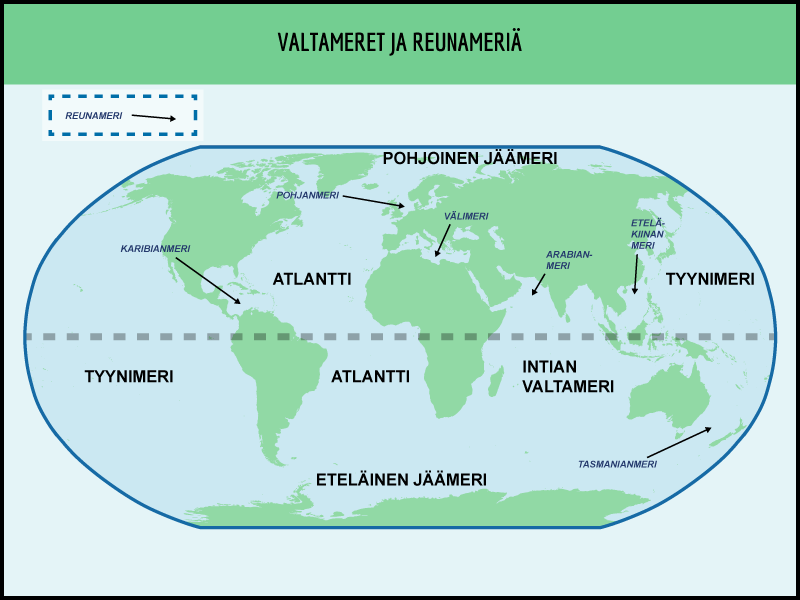 VALTAMERET JA REUNAMERIÄ
REUNAMERI
POHJOINEN JÄÄMERI
POHJANMERI
VÄLIMERI
ETELÄ-
KIINAN
MERI
KARIBIANMERI
ARABIAN-
MERI
ATLANTTI
TYYNIMERI
TYYNIMERI
ATLANTTI
INTIAN
VALTAMERI
TASMANIANMERI
ETELÄINEN JÄÄMERI